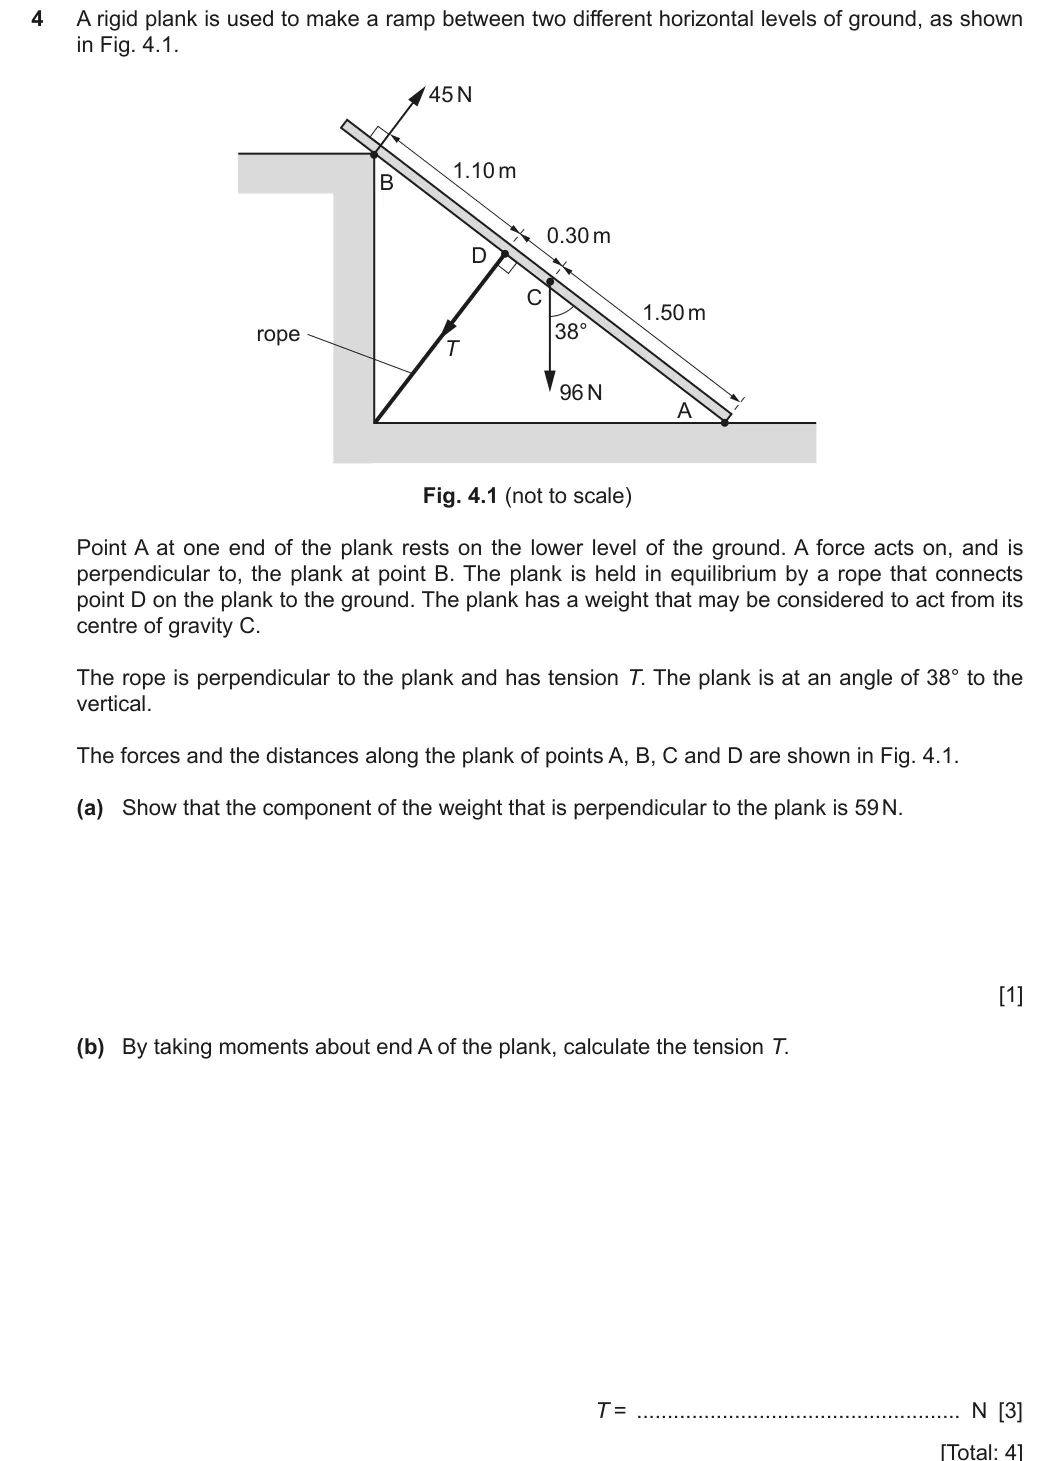 4 A rigid plank is used to make a ramp between two different horizontal levels of ground, as shown
in Fig. 4.1.
45 N
1.10 m
B
0.30 m
D
C
1.50 m
38°
rope
T
96 N
A
Fig. 4.1 (not to scale)
Point A at one end of the plank rests on the lower level of the ground. A force acts on, and is
perpendicular to, the plank at point B. The plank is held in equilibrium by a rope that connects
point D on the plank to the ground. The plank has a weight that may be considered to act from its
centre of gravity C.
The rope is perpendicular to the plank and has tension T. The plank is at an angle of 38° to the
vertical.
The forces and the distances along the plank of points A, B, C and D are shown in Fig. 4.1.
(a) Show that the component of the weight that is perpendicular to the plank is 59 N.
[1]
(b) By taking moments about end A of the plank, calculate the tension T.
T = ..................................................... N [3]
[Total: 4]